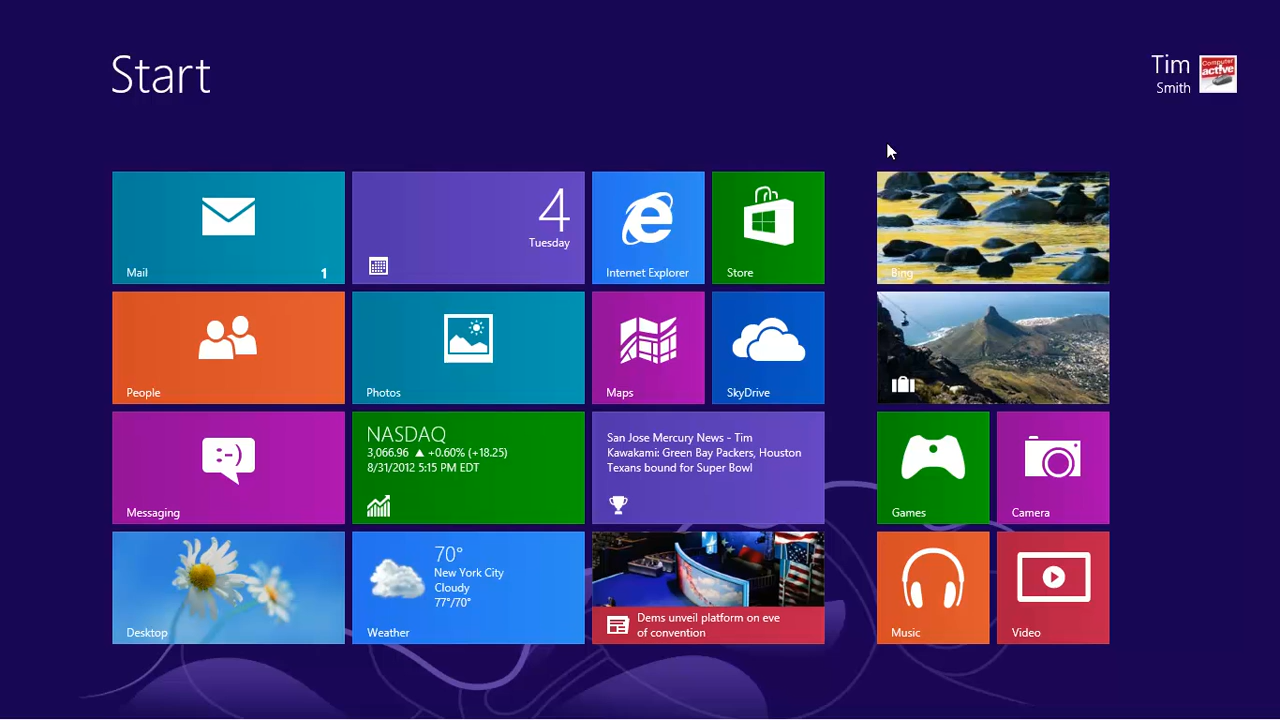 Start
Tim
Smith
Computer
active
Mail
1
4
Tuesday
Internet Explorer
Store
Bing
People
Photos
Maps
SkyDrive
Messaging
:-)
NASDAQ
3,066.96 ▲ +0.60% (+18.25)
8/31/2012 5:15 PM EDT
San Jose Mercury News - Tim
Kawakami: Green Bay Packers, Houston
Texans bound for Super Bowl
Games
Camera
Desktop
70°
New York City
Cloudy
77°/70°
Weather
Dems unveil platform on eve
of convention
Music
Video